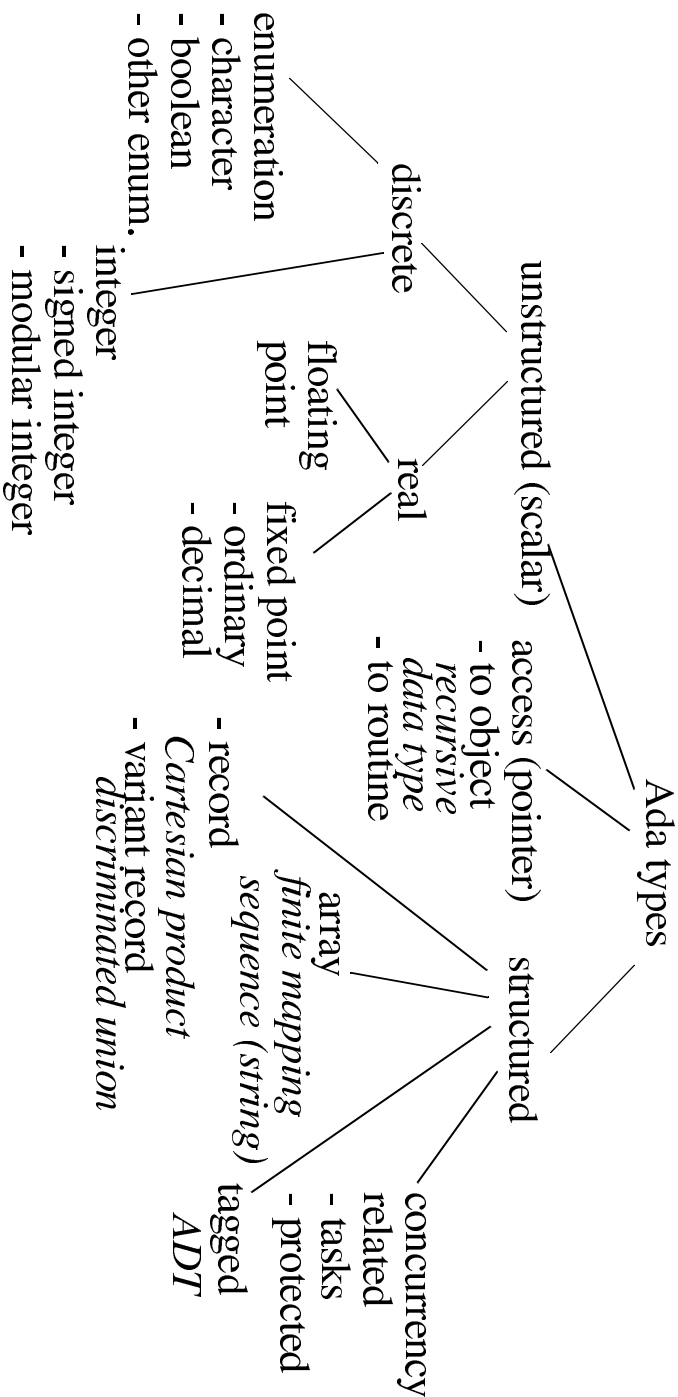 Ada types
unstructured (scalar)
access (pointer)
- to object
recursive
data type
- to routine
structured
discrete
real
enumeration
- character
- boolean
- other enum.
integer
- signed integer
- modular integer
floating
point
fixed point
- ordinary
- decimal
- record
Cartesian product
- variant record
discriminated union
array
finite mapping
sequence (string)
tagged
ADT
concurrency
related
- tasks
- protected